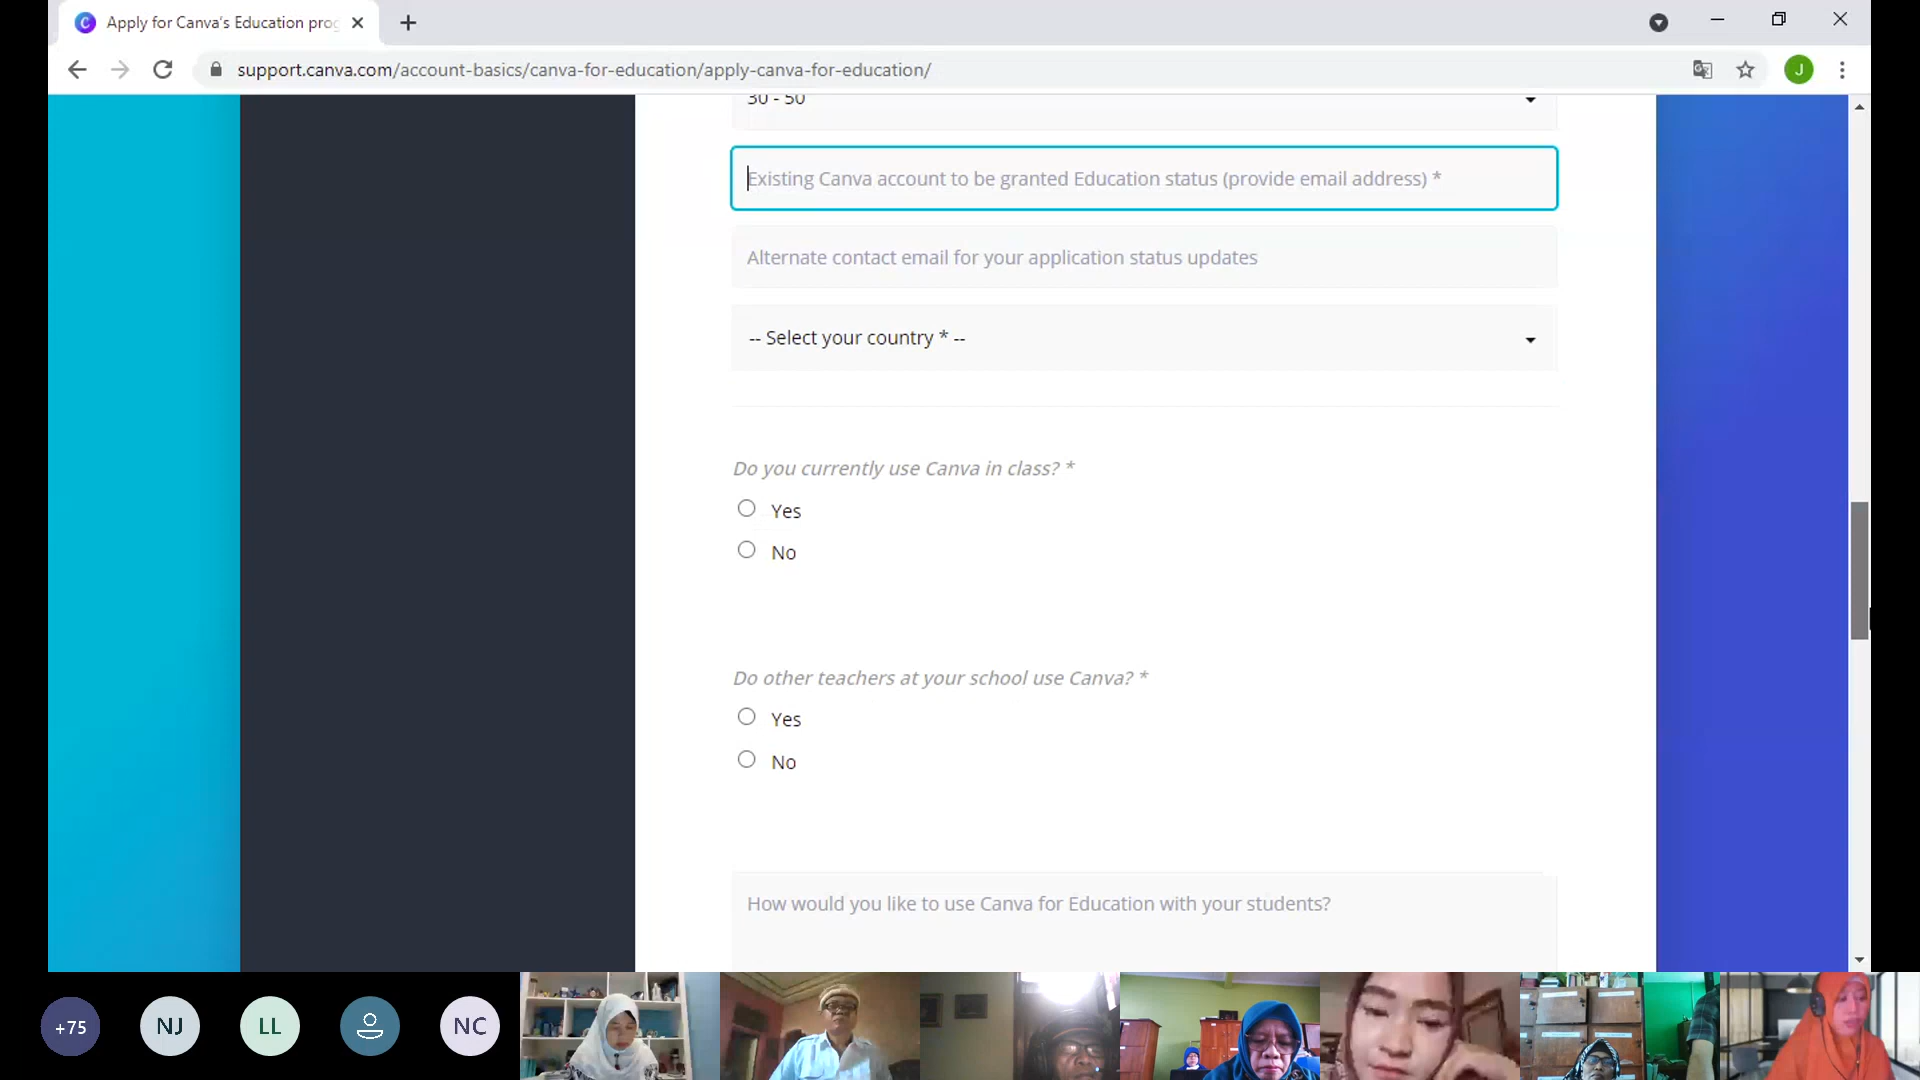 Apply for Canva's Education prog
support.canva.com/account-basics/canva-for-education/apply-canva-for-education/
J
30 - 50
Existing Canva account to be granted Education status (provide email address) *
Alternate contact email for your application status updates
-- Select your country * --
Do you currently use Canva in class? *
Yes
No
Do other teachers at your school use Canva? *
Yes
No
How would you like to use Canva for Education with your students?
+75
NJ
LL
NC